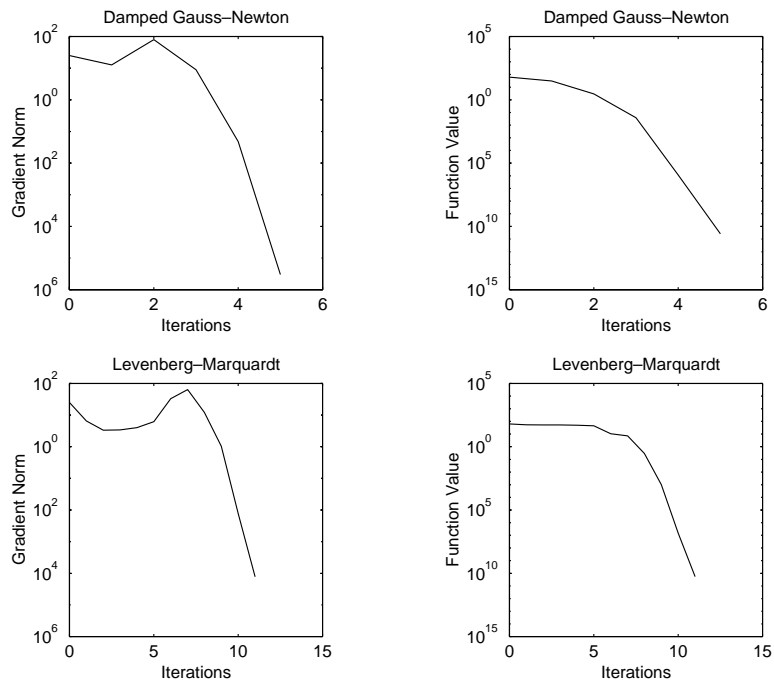 Damped Gauss–Newton
10^2
10^0
10^2
10^4
10^6
Gradient Norm
0 2 4 6
Iterations
Damped Gauss–Newton
10^5
10^0
10^5
10^10
10^15
Function Value
0 2 4 6
Iterations
Levenberg–Marquardt
10^2
10^0
10^2
10^4
10^6
Gradient Norm
0 5 10 15
Iterations
Levenberg–Marquardt
10^5
10^0
10^5
10^10
10^15
Function Value
0 5 10 15
Iterations